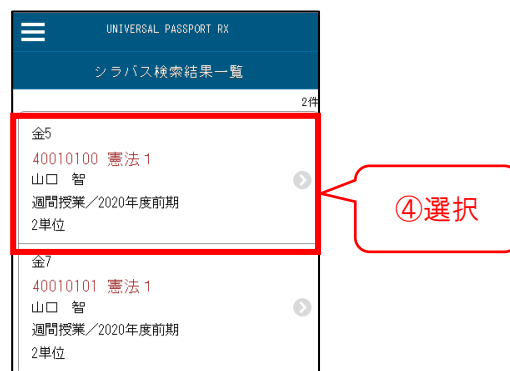 UNIVERSAL PASSPORT RX
シラバス検索結果一覧
2件
金5
40010100 憲法１
山口　智
週間授業／2020年度前期
2単位
④選択
金7
40010101 憲法１
山口　智
週間授業／2020年度前期
2単位